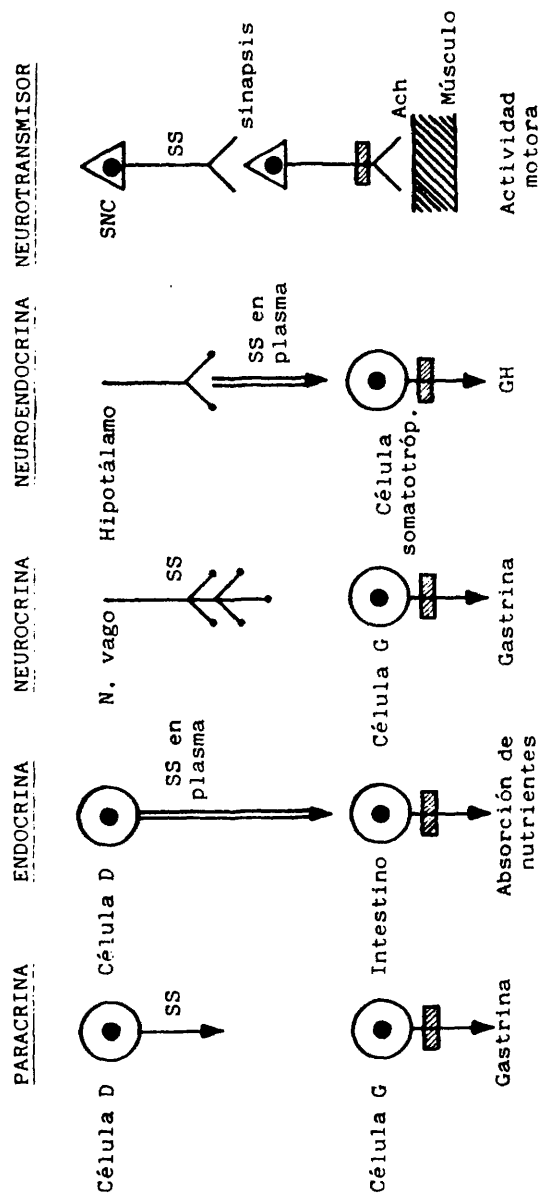 PARACRINA
ENDOCRINA
NEUROCRINA
NEUROENDOCRINA
NEUROTRANSMISOR
Célula D
SS
Célula G
Gastrina
Célula D
SS en
plasma
Intestino
Absorción de
nutrientes
N. vago
SS
Célula G
Gastrina
Hipotálamo
SS en
plasma
Célula
somatotróp.
GH
SNC
SS
sinapsis
Ach
Músculo
Actividad
motora